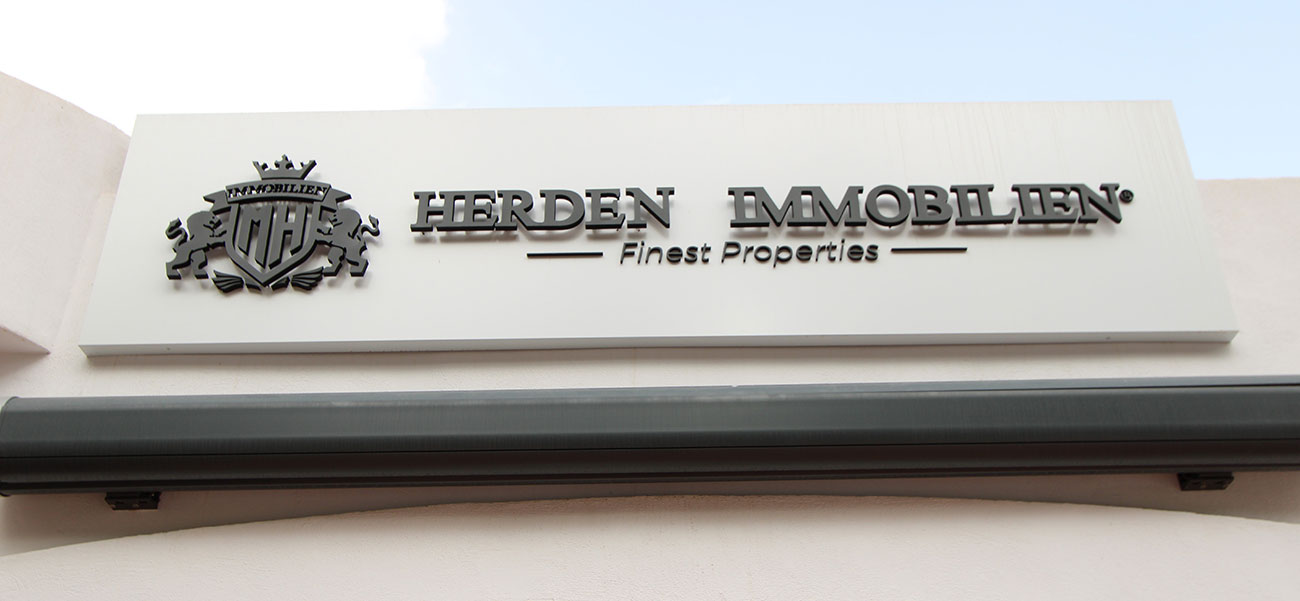 IMMOBILIEN
MH
HERDEN IMMOBILIEN®
Finest Properties